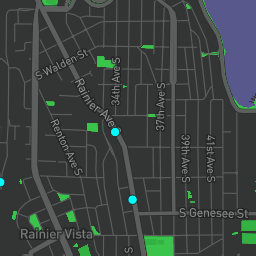 S Walden St
34th Ave S
Rainier Ave
37th Ave S
Renton Ave S
39th Ave S
41st Ave S
S Genesee St
Rainier Vista
S